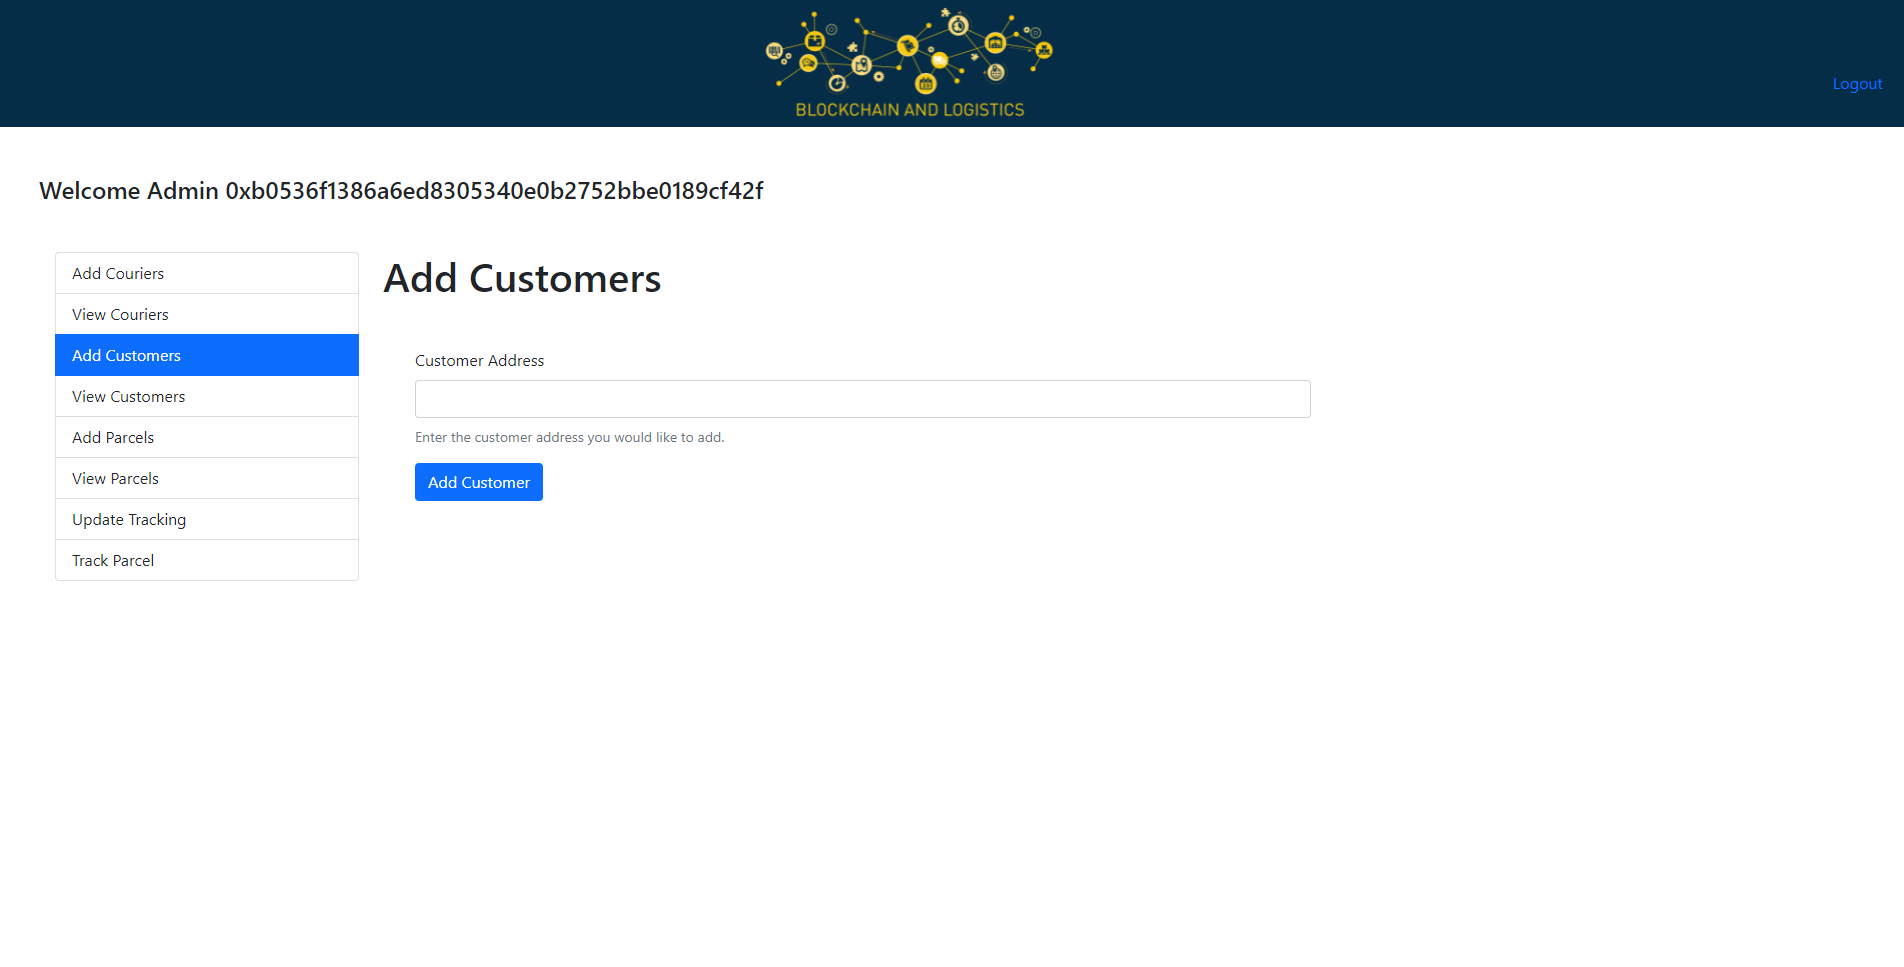 BLOCKCHAIN AND LOGISTICS
Logout
Welcome Admin 0xb0536f1386a6ed8305340e0b2752bbe0189cf42f
Add Couriers
View Couriers
Add Customers
View Customers
Add Parcels
View Parcels
Update Tracking
Track Parcel
Add Customers
Customer Address
Enter the customer address you would like to add.
Add Customer